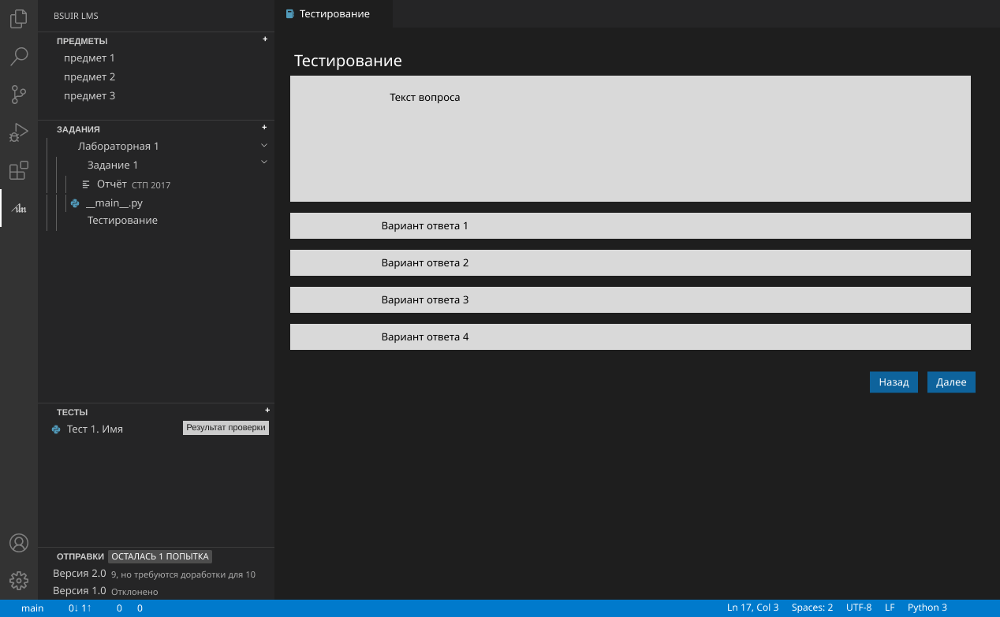 BSUIR LMS
ПРЕДМЕТЫ +
предмет 1
предмет 2
предмет 3
ЗАДАНИЯ +
Лабораторная 1
Задание 1
Отчёт СТП 2017
__main__.py
Тестирование
ТЕСТЫ +
Тест 1. Имя Результат проверки
ОТПРАВКИ ОСТАЛАСЬ 1 ПОПЫТКА
Версия 2.0 9, но требуются доработки для 10
Версия 1.0 Отклонено
Тестирование
Тестирование
Текст вопроса
Вариант ответа 1
Вариант ответа 2
Вариант ответа 3
Вариант ответа 4
Назад Далее
main 0↓ 1↑ 0 0 Ln 17, Col 3 Spaces: 2 UTF-8 LF Python 3